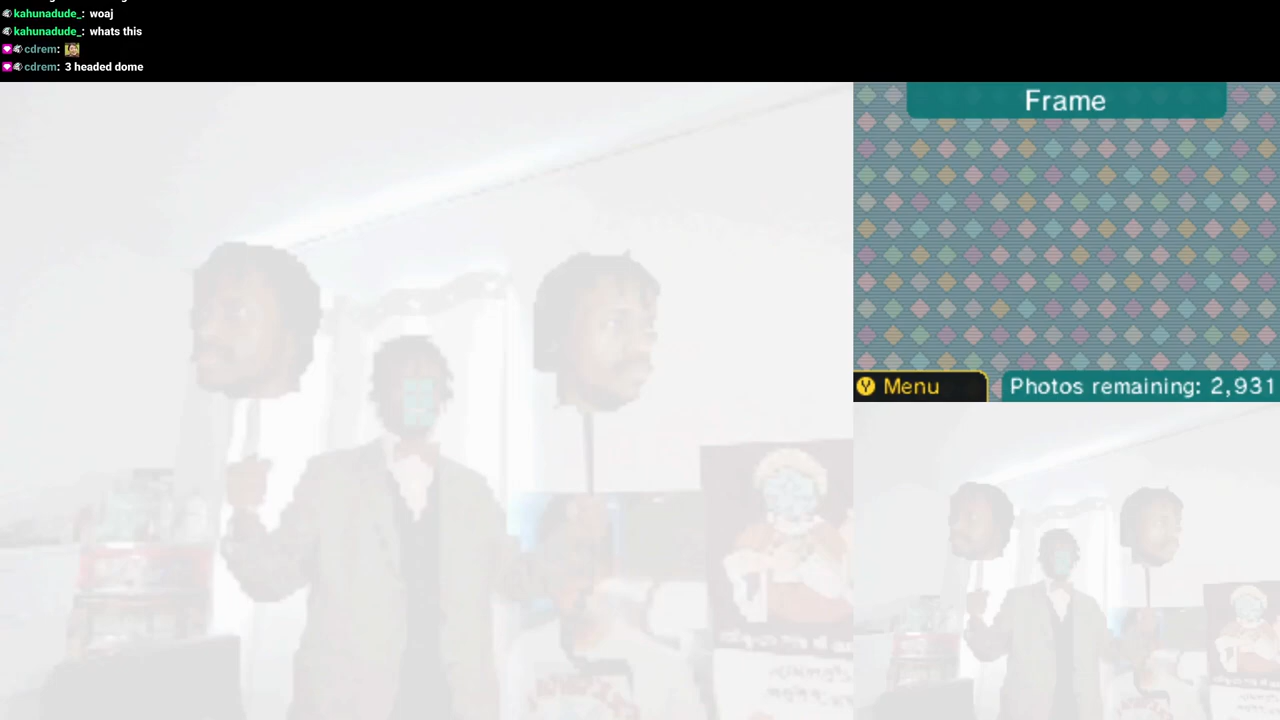 kahunadude_: woaj
kahunadude_: whats this
cdrem:
cdrem: 3 headed dome
Frame
Y Menu
Photos remaining: 2,931